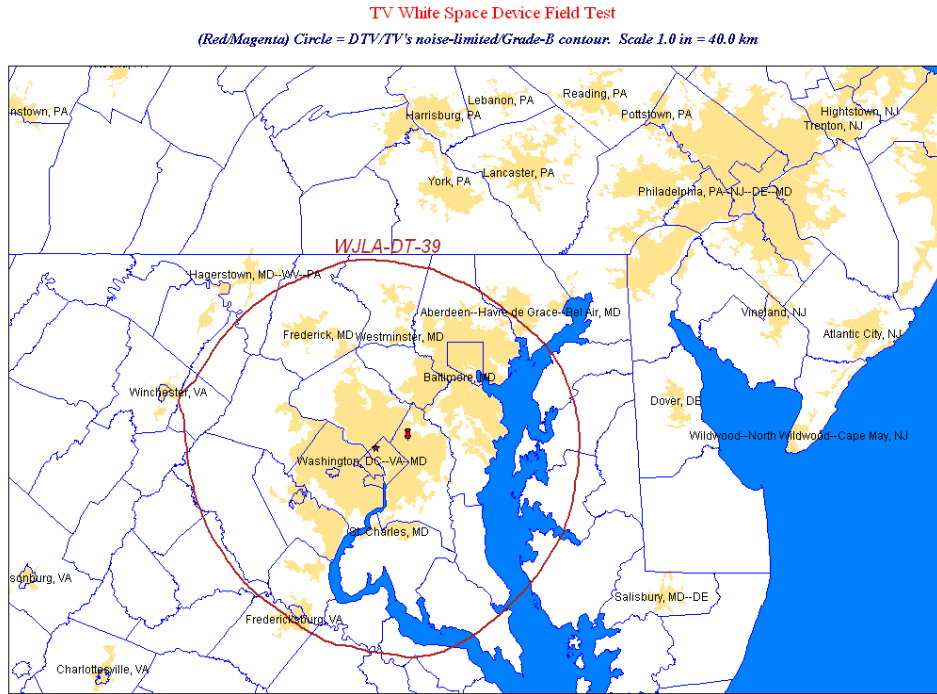 TV White Space Device Field Test
(Red/Magenta) Circle = DTV/TV's noise-limited/Grade-B contour. Scale 1.0 in = 40.0 km
Lebanon, PA
Reading, PA
nstown, PA
Harrisburg, PA
Pottstown, PA
Hightstown, NJ
Trenton, NJ
York, PA
Lancaster, PA
Philadelphia, PA--NJ--DE--MD
WJLA-DT-39
Hagerstown, MD--WV--PA
Aberdeen--Havre de Grace--Bel Air, MD
Vineland, NJ
Frederick, MD
Westminster, MD
Atlantic City, NJ
Baltimore, MD
Winchester, VA
Dover, DE
Wildwood--North Wildwood--Cape May, NJ
Washington, DC--VA--MD
St. Charles, MD
sonburg, VA
Salisbury, MD--DE
Fredericksburg, VA
Charlottesville, VA